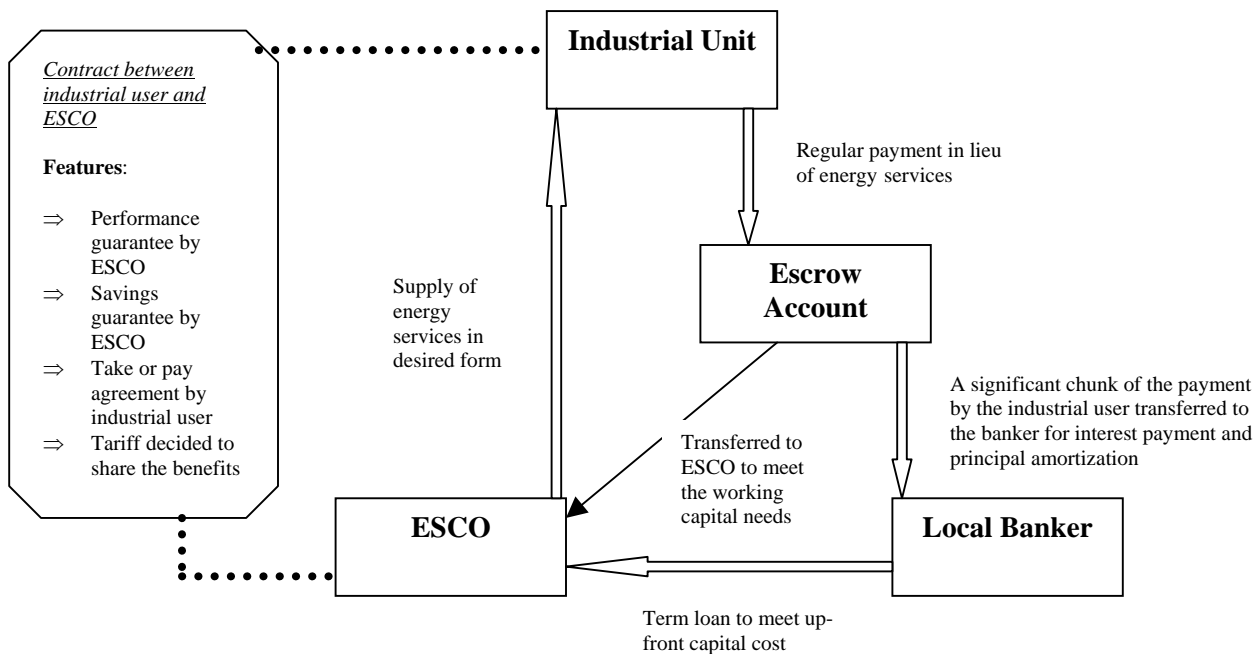 Industrial Unit
Contract between
industrial user and
ESCO
Features:
⇒ Performance
guarantee by
ESCO
⇒ Savings
guarantee by
ESCO
⇒ Take or pay
agreement by
industrial user
⇒ Tariff decided to
share the benefits
Regular payment in lieu
of energy services
Escrow
Account
Supply of
energy
services in
desired form
A significant chunk of the payment
by the industrial user transferred to
the banker for interest payment and
principal amortization
Transferred to
ESCO to meet
the working
capital needs
ESCO
Local Banker
Term loan to meet up-
front capital cost